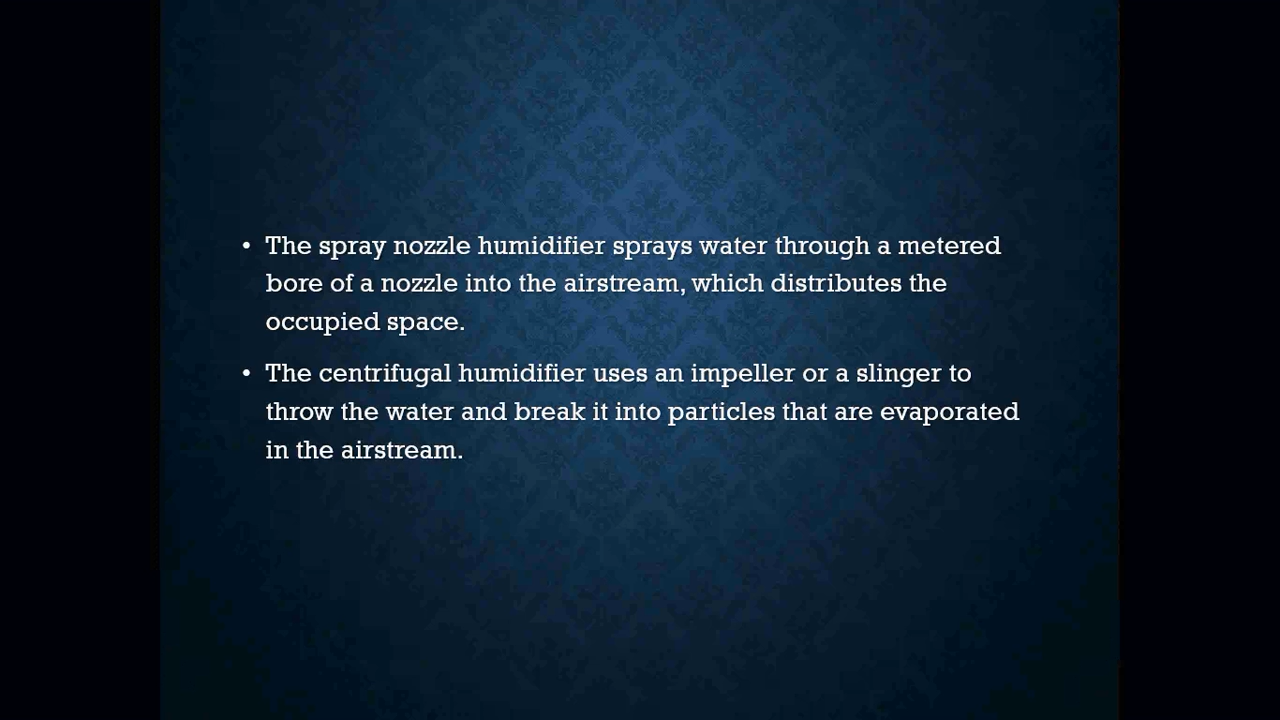 • The spray nozzle humidifier sprays water through a metered
bore of a nozzle into the airstream, which distributes the
occupied space.
• The centrifugal humidifier uses an impeller or a slinger to
throw the water and break it into particles that are evaporated
in the airstream.